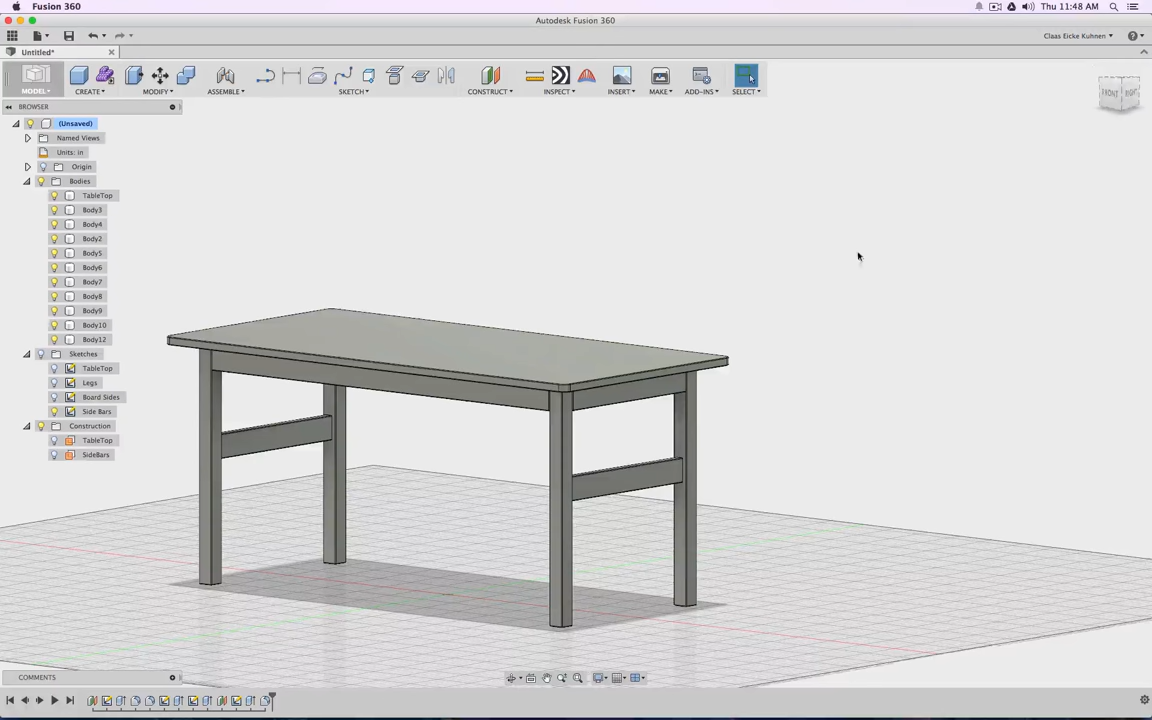 Fusion 360
Thu 11:48 AM
Autodesk Fusion 360
Claas Eicke Kuhnen
Untitled*
MODEL
CREATE
MODIFY
ASSEMBLE
SKETCH
CONSTRUCT
INSPECT
INSERT
MAKE
ADD-INS
SELECT
FRONT
RIGHT
BROWSER
(Unsaved)
Named Views
Units: in
Origin
Bodies
TableTop
Body3
Body4
Body2
Body5
Body6
Body7
Body8
Body9
Body10
Body12
Sketches
TableTop
Legs
Board Sides
Side Bars
Construction
TableTop
SideBars
COMMENTS